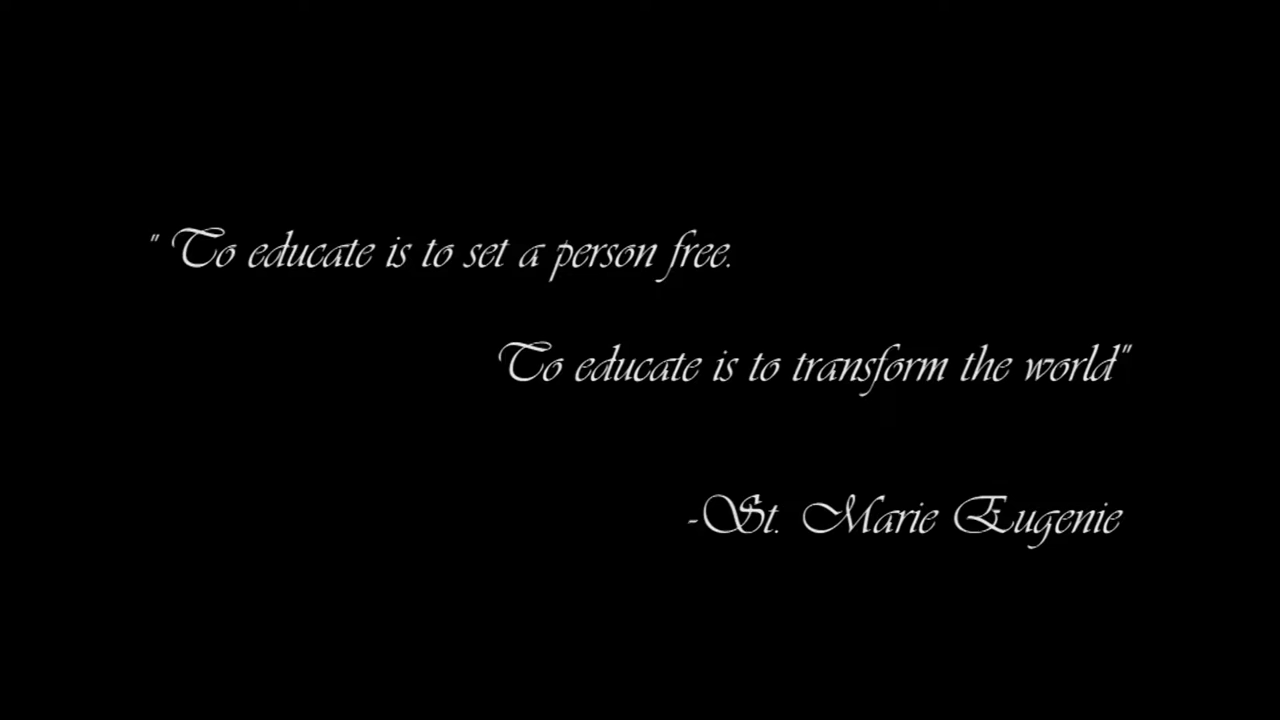 " To educate is to set a person free.
To educate is to transform the world"
-St. Marie Eugenie